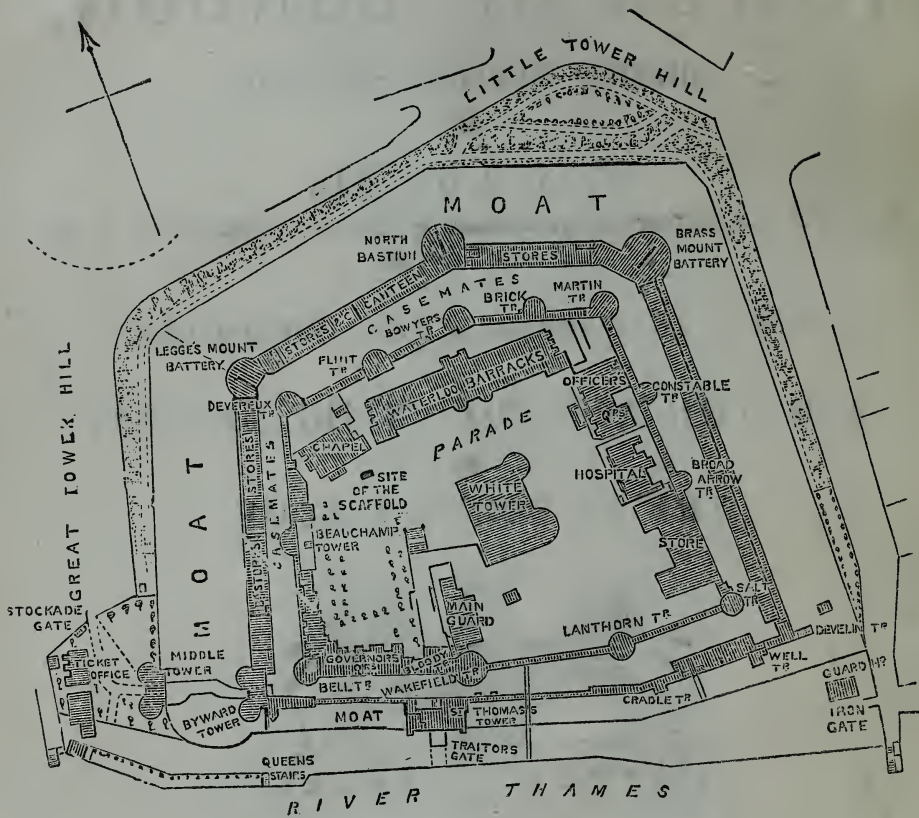 LITTLE TOWER HILL
MOAT
NORTH
BASTIUN
STORES
BRASS
MOUNT
BATTERY
CASEMATES
STORES
CANTEEN
BRICK
TR
MARTIN
TR
BOWYERS
TR
LEGGE'S MOUNT
BATTERY
FLINT
TR
DEVEREUX
TR
WATERLOO BARRACKS
OFFICERS
QRS
CONSTABLE
TR
GREAT TOWER HILL
MOAT
STORES
CASEMATES
CHAPEL
PARADE
SITE
OF THE
SCAFFOLD
WHITE
TOWER
HOSPITAL
BROAD
ARROW
TR
BEAUCHAMP
TOWER
STORES
STORE
STOCKADE
GATE
MAIN
GUARD
SALT
TR
LANTHORN TR
DEVELIN TR
TICKET
OFFICE
MIDDLE
TOWER
GOVERNORS
BELL TR
WAKEFIELD
WELL
TR
GUARD
BYWARD
TOWER
MOAT
ST THOMAS'S
TOWER
CRADLE TR
IRON
GATE
QUEENS
STAIRS
TRAITORS
GATE
RIVER THAMES